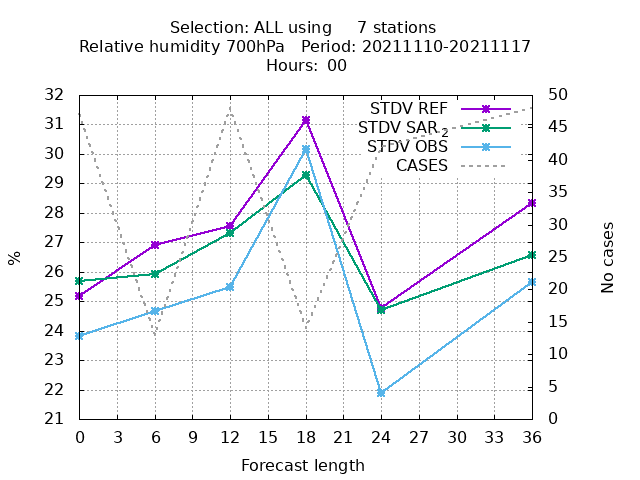 Selection: ALL using     7 stations
Relative humidity 700hPa   Period: 20211110-20211117
Hours: 00
STDV REF
STDV SAR 2
STDV OBS
CASES
%
32
31
30
29
28
27
26
25
24
23
22
21
50
45
40
35
30
25
20
15
10
5
0
No cases
0 3 6 9 12 15 18 21 24 27 30 33 36
Forecast length